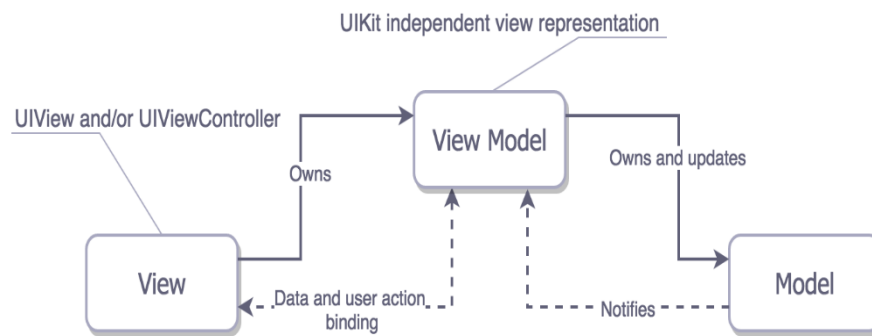 UIKit independent view representation
UIView and/or UIViewController
View Model
Owns
Owns and updates
View
Data and user action
binding
Notifies
Model